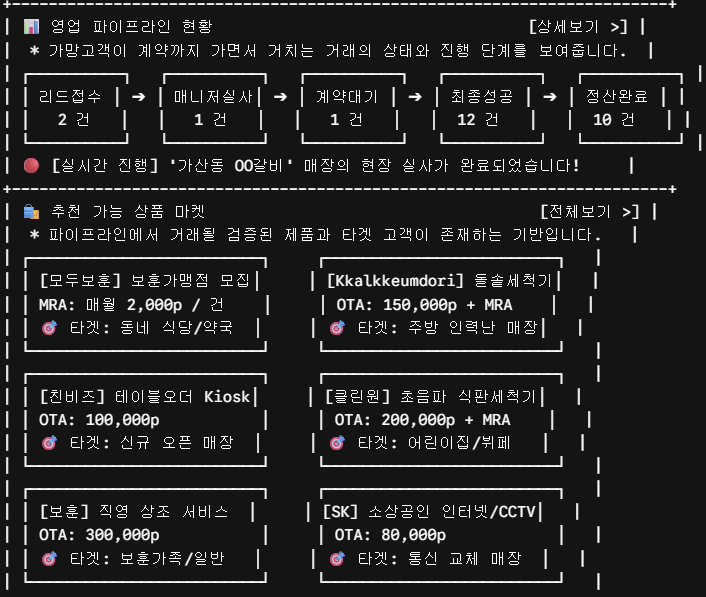 📊 영업 파이프라인 현황 [상세보기 >]
* 가망고객이 계약까지 가면서 거치는 거래의 상태와 진행 단계를 보여줍니다.
리드접수 → 매니저실사 → 계약대기 → 최종성공 → 정산완료
2 건 1 건 1 건 12 건 10 건
🔴 [실시간 진행] '가산동 OO갈비' 매장의 현장 실사가 완료되었습니다!
🛍️ 추천 가능 상품 마켓 [전체보기 >]
* 파이프라인에서 거래될 검증된 제품과 타겟 고객이 존재하는 기반입니다.
[모두보훈] 보훈가맹점 모집 [Kkalkkeumdori] 돌솥세척기
MRA: 매월 2,000p / 건 OTA: 150,000p + MRA
🎯 타겟: 동네 식당/약국 🎯 타겟: 주방 인력난 매장
[친비즈] 테이블오더 Kiosk [클린원] 초음파 식판세척기
OTA: 100,000p OTA: 200,000p + MRA
🎯 타겟: 신규 오픈 매장 🎯 타겟: 어린이집/뷔페
[보훈] 직영 상조 서비스 [SK] 소상공인 인터넷/CCTV
OTA: 300,000p OTA: 80,000p
🎯 타겟: 보훈가족/일반 🎯 타겟: 통신 교체 매장